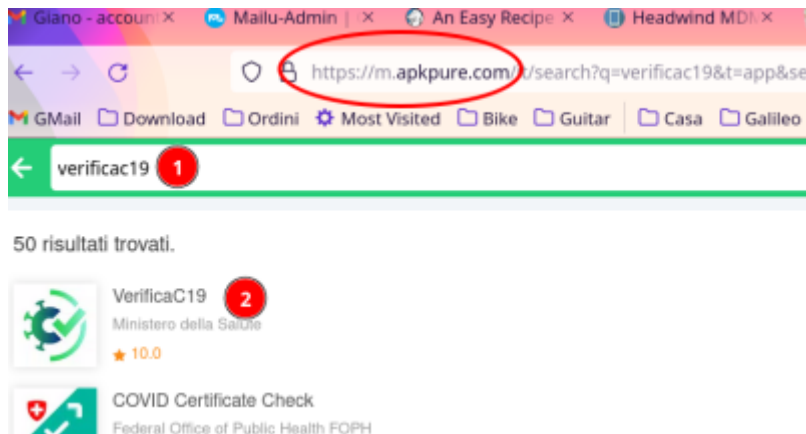 Giano - account
Mailu-Admin |
An Easy Recipe
Headwind MDM
https://m.apkpure.com/it/search?q=verificac19&t=app&se
GMail Download Ordini Most Visited Bike Guitar Casa Galileo
verificac19 1
50 risultati trovati.
VerificaC19 2
Ministero della Salute
10.0
COVID Certificate Check
Federal Office of Public Health FOPH